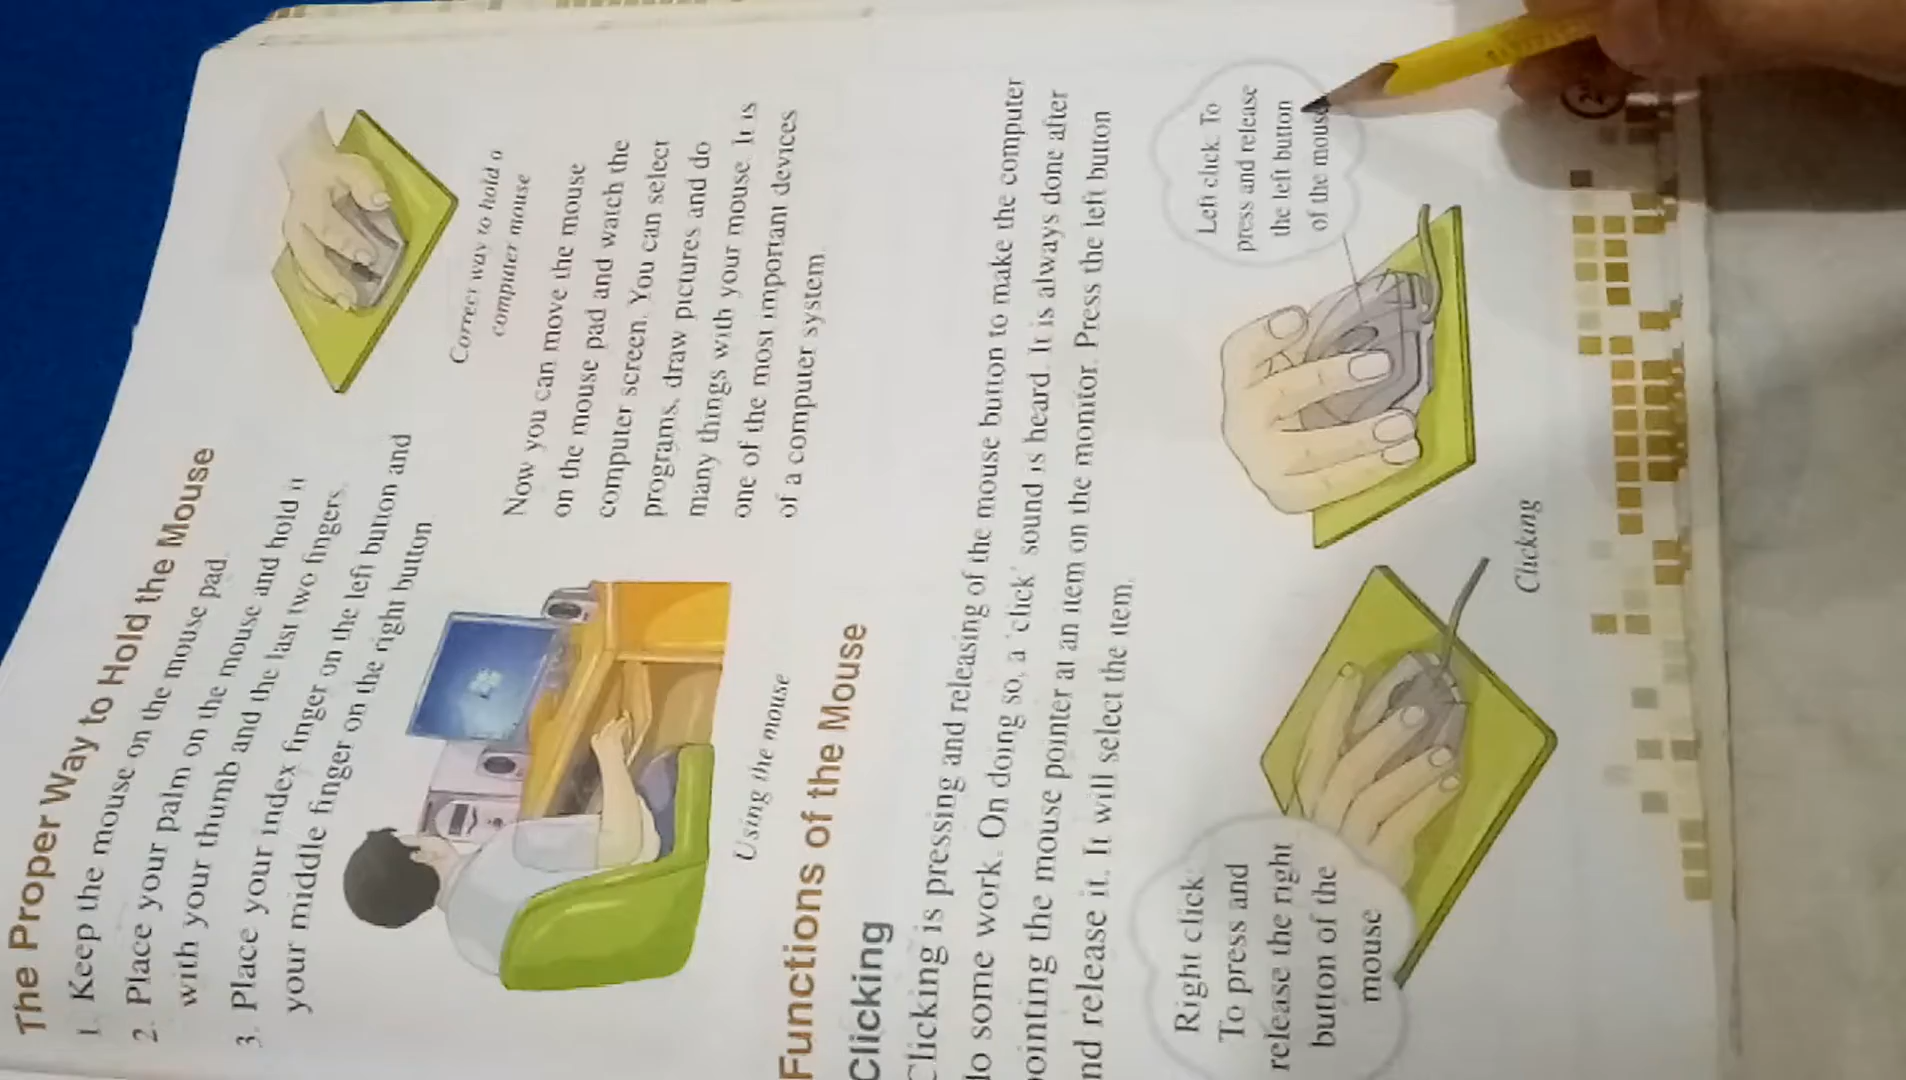 The Proper Way to Hold the Mouse
1. Keep the mouse on the mouse pad.
2. Place your palm on the mouse and hold it
with your thumb and the last two fingers.
3. Place your index finger on the left button and
your middle finger on the right button.
Correct way to hold a
computer mouse
Using the mouse
Now you can move the mouse
on the mouse pad and watch the
computer screen. You can select
programs, draw pictures and do
many things with your mouse. It is
one of the most important devices
of a computer system.
Functions of the Mouse
Clicking
Clicking is pressing and releasing of the mouse button to make the computer
do some work. On doing so, a 'click' sound is heard. It is always done after
pointing the mouse pointer at an item on the monitor. Press the left button
and release it. It will select the item.
Right click:
To press and
release the right
button of the
mouse
Left click: To
press and release
the left button
of the mouse
Clicking